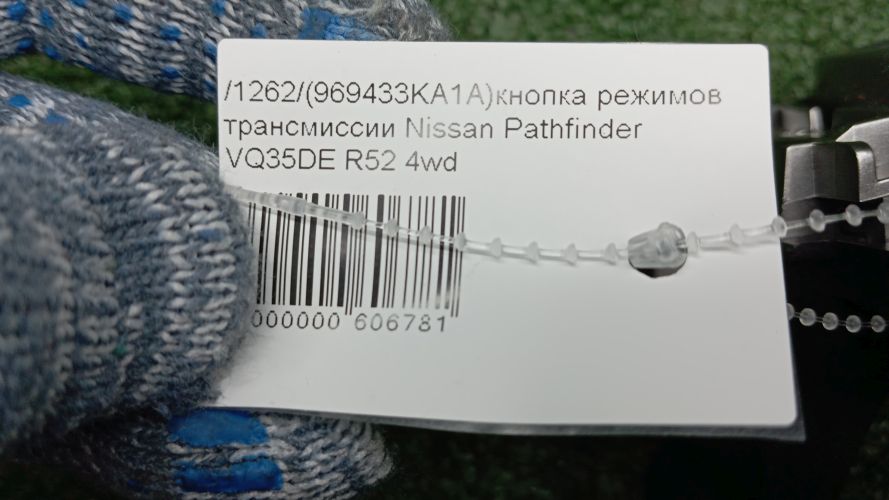 /1262/(969433KA1A)кнопка режимов
трансмиссии Nissan Pathfinder
VQ35DE R52 4wd
000000 606781